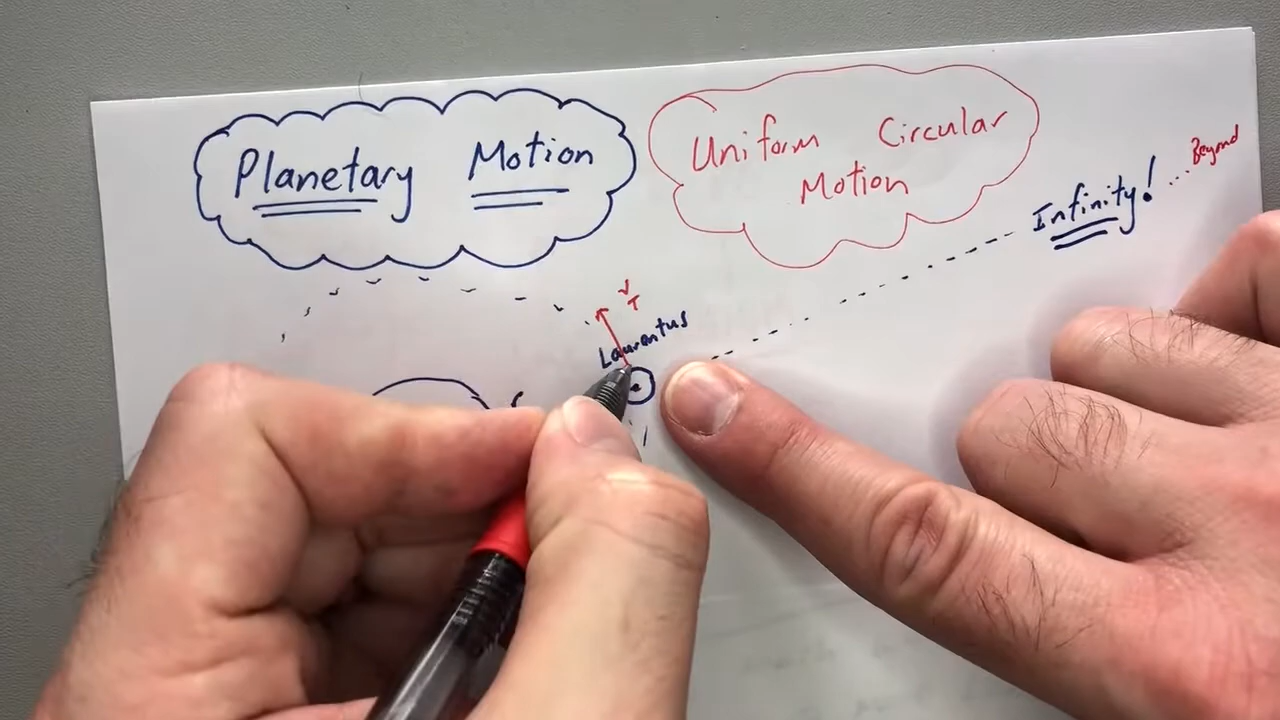 Planetary Motion
Uniform Circular
Motion
Infinity!
... Beyond
V
T
Laurentus